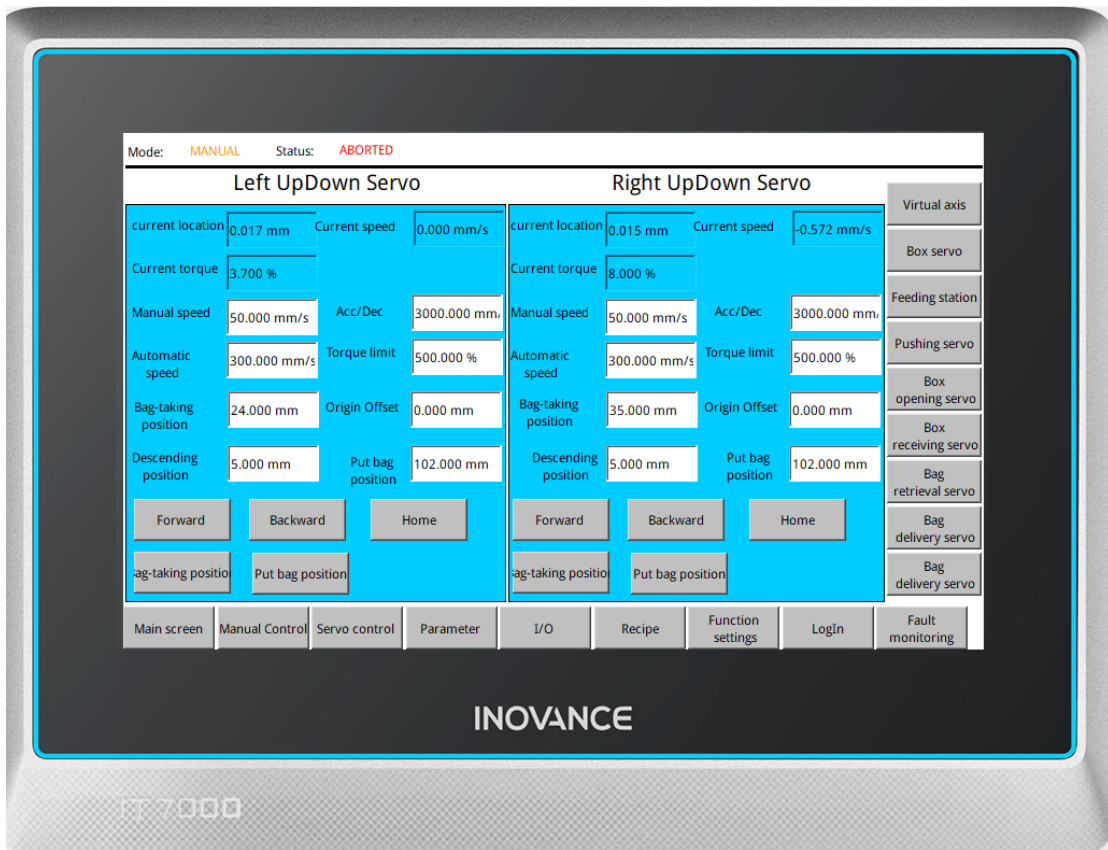 Mode: MANUAL Status: ABORTED
Left UpDown Servo
Right UpDown Servo
current location 0.017 mm Current speed 0.000 mm/s
Current torque 3.700 %
Manual speed 50.000 mm/s Acc/Dec 3000.000 mm/
Automatic
speed
300.000 mm/s Torque limit 500.000 %
Bag-taking
position
24.000 mm Origin Offset 0.000 mm
Descending
position
5.000 mm
Put bag
position
102.000 mm
Forward Backward Home
ag-taking positio Put bag position
current location 0.015 mm Current speed -0.572 mm/s
Current torque 8.000 %
Manual speed 50.000 mm/s Acc/Dec 3000.000 mm/
Automatic
speed
300.000 mm/s Torque limit 500.000 %
Bag-taking
position
35.000 mm Origin Offset 0.000 mm
Descending
position
5.000 mm
Put bag
position
102.000 mm
Forward Backward Home
ag-taking positio Put bag position
Virtual axis
Box servo
Feeding station
Pushing servo
Box
opening servo
Box
receiving servo
Bag
retrieval servo
Bag
delivery servo
Bag
delivery servo
Main screen Manual Control Servo control Parameter I/O Recipe
Function
settings
LogIn
Fault
monitoring
INOVANCE
IT 7000